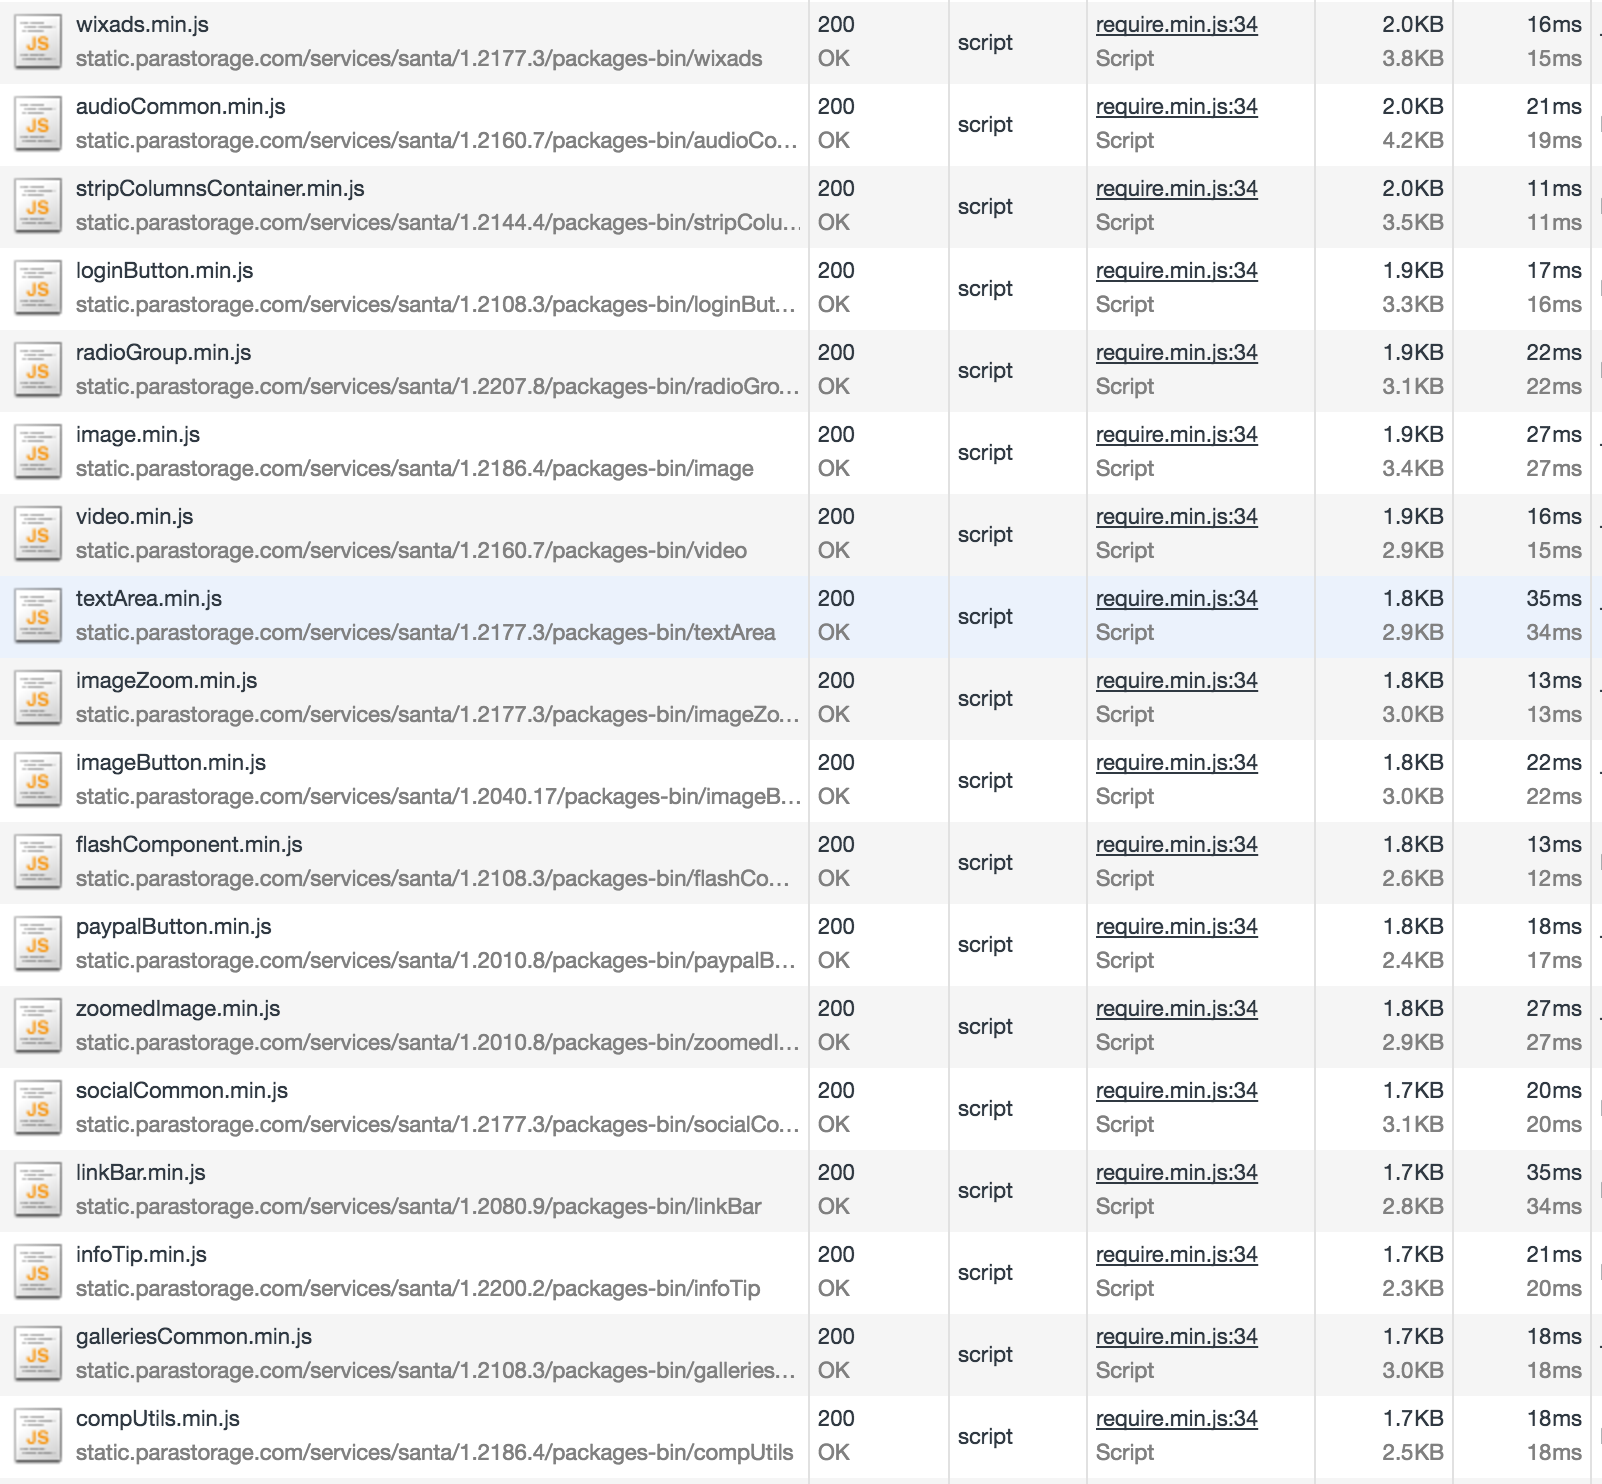 wixads.min.js 200 require.min.js:34 2.0KB 16ms
JS script
static.parastorage.com/services/santa/1.2177.3/packages-bin/wixads OK Script 3.8KB 15ms
audioCommon.min.js 200 require.min.js:34 2.0KB 21ms
JS script
static.parastorage.com/services/santa/1.2160.7/packages-bin/audioCo... OK Script 4.2KB 19ms
stripColumnsContainer.min.js 200 require.min.js:34 2.0KB 11ms
JS script
static.parastorage.com/services/santa/1.2144.4/packages-bin/stripColu... OK Script 3.5KB 11ms
loginButton.min.js 200 require.min.js:34 1.9KB 17ms
JS script
static.parastorage.com/services/santa/1.2108.3/packages-bin/loginBut... OK Script 3.3KB 16ms
radioGroup.min.js 200 require.min.js:34 1.9KB 22ms
JS script
static.parastorage.com/services/santa/1.2207.8/packages-bin/radioGro... OK Script 3.1KB 22ms
image.min.js 200 require.min.js:34 1.9KB 27ms
JS script
static.parastorage.com/services/santa/1.2186.4/packages-bin/image OK Script 3.4KB 27ms
video.min.js 200 require.min.js:34 1.9KB 16ms
JS script
static.parastorage.com/services/santa/1.2160.7/packages-bin/video OK Script 2.9KB 15ms
textArea.min.js 200 require.min.js:34 1.8KB 35ms
JS script
static.parastorage.com/services/santa/1.2177.3/packages-bin/textArea OK Script 2.9KB 34ms
imageZoom.min.js 200 require.min.js:34 1.8KB 13ms
JS script
static.parastorage.com/services/santa/1.2177.3/packages-bin/imageZo... OK Script 3.0KB 13ms
imageButton.min.js 200 require.min.js:34 1.8KB 22ms
JS script
static.parastorage.com/services/santa/1.2040.17/packages-bin/imageB... OK Script 3.0KB 22ms
flashComponent.min.js 200 require.min.js:34 1.8KB 13ms
JS script
static.parastorage.com/services/santa/1.2108.3/packages-bin/flashCo... OK Script 2.6KB 12ms
paypalButton.min.js 200 require.min.js:34 1.8KB 18ms
JS script
static.parastorage.com/services/santa/1.2010.8/packages-bin/paypalB... OK Script 2.4KB 17ms
zoomedImage.min.js 200 require.min.js:34 1.8KB 27ms
JS script
static.parastorage.com/services/santa/1.2010.8/packages-bin/zoomedI... OK Script 2.9KB 27ms
socialCommon.min.js 200 require.min.js:34 1.7KB 20ms
JS script
static.parastorage.com/services/santa/1.2177.3/packages-bin/socialCo... OK Script 3.1KB 20ms
linkBar.min.js 200 require.min.js:34 1.7KB 35ms
JS script
static.parastorage.com/services/santa/1.2080.9/packages-bin/linkBar OK Script 2.8KB 34ms
infoTip.min.js 200 require.min.js:34 1.7KB 21ms
JS script
static.parastorage.com/services/santa/1.2200.2/packages-bin/infoTip OK Script 2.3KB 20ms
galleriesCommon.min.js 200 require.min.js:34 1.7KB 18ms
JS script
static.parastorage.com/services/santa/1.2108.3/packages-bin/galleries... OK Script 3.0KB 18ms
compUtils.min.js 200 require.min.js:34 1.7KB 18ms
JS script
static.parastorage.com/services/santa/1.2186.4/packages-bin/compUtils OK Script 2.5KB 18ms